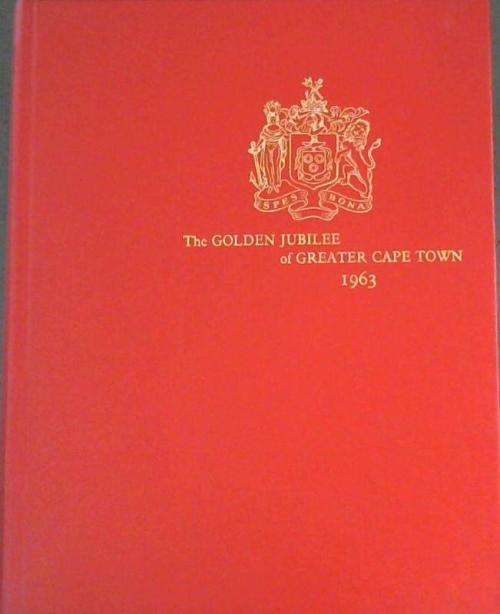 SPES BONA
The GOLDEN JUBILEE
of GREATER CAPE TOWN
1963